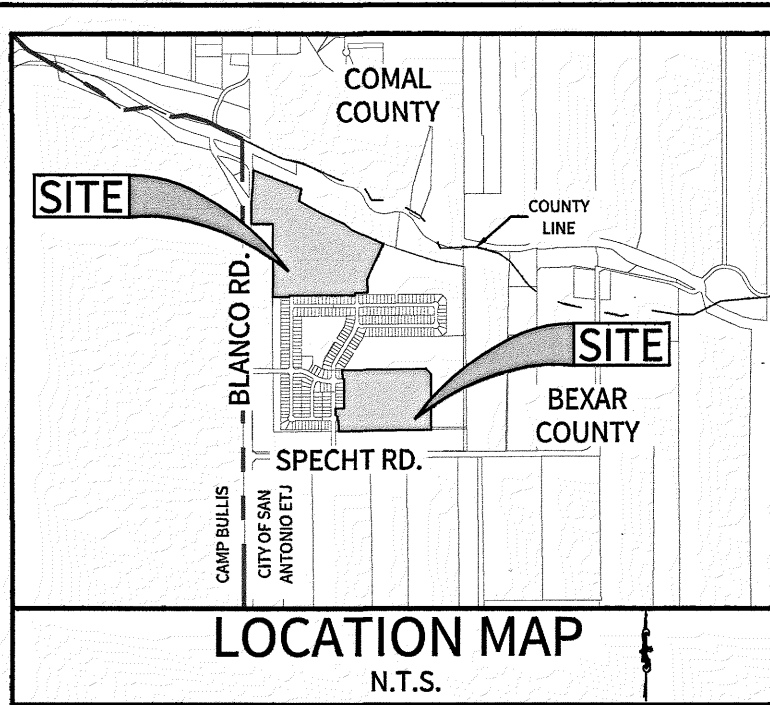 COMAL
COUNTY
SITE
COUNTY
LINE
BLANCO RD.
SITE
BEXAR
COUNTY
SPECHT RD.
CAMP BULLIS
CITY OF SAN
ANTONIO ETJ
LOCATION MAP
N.T.S.